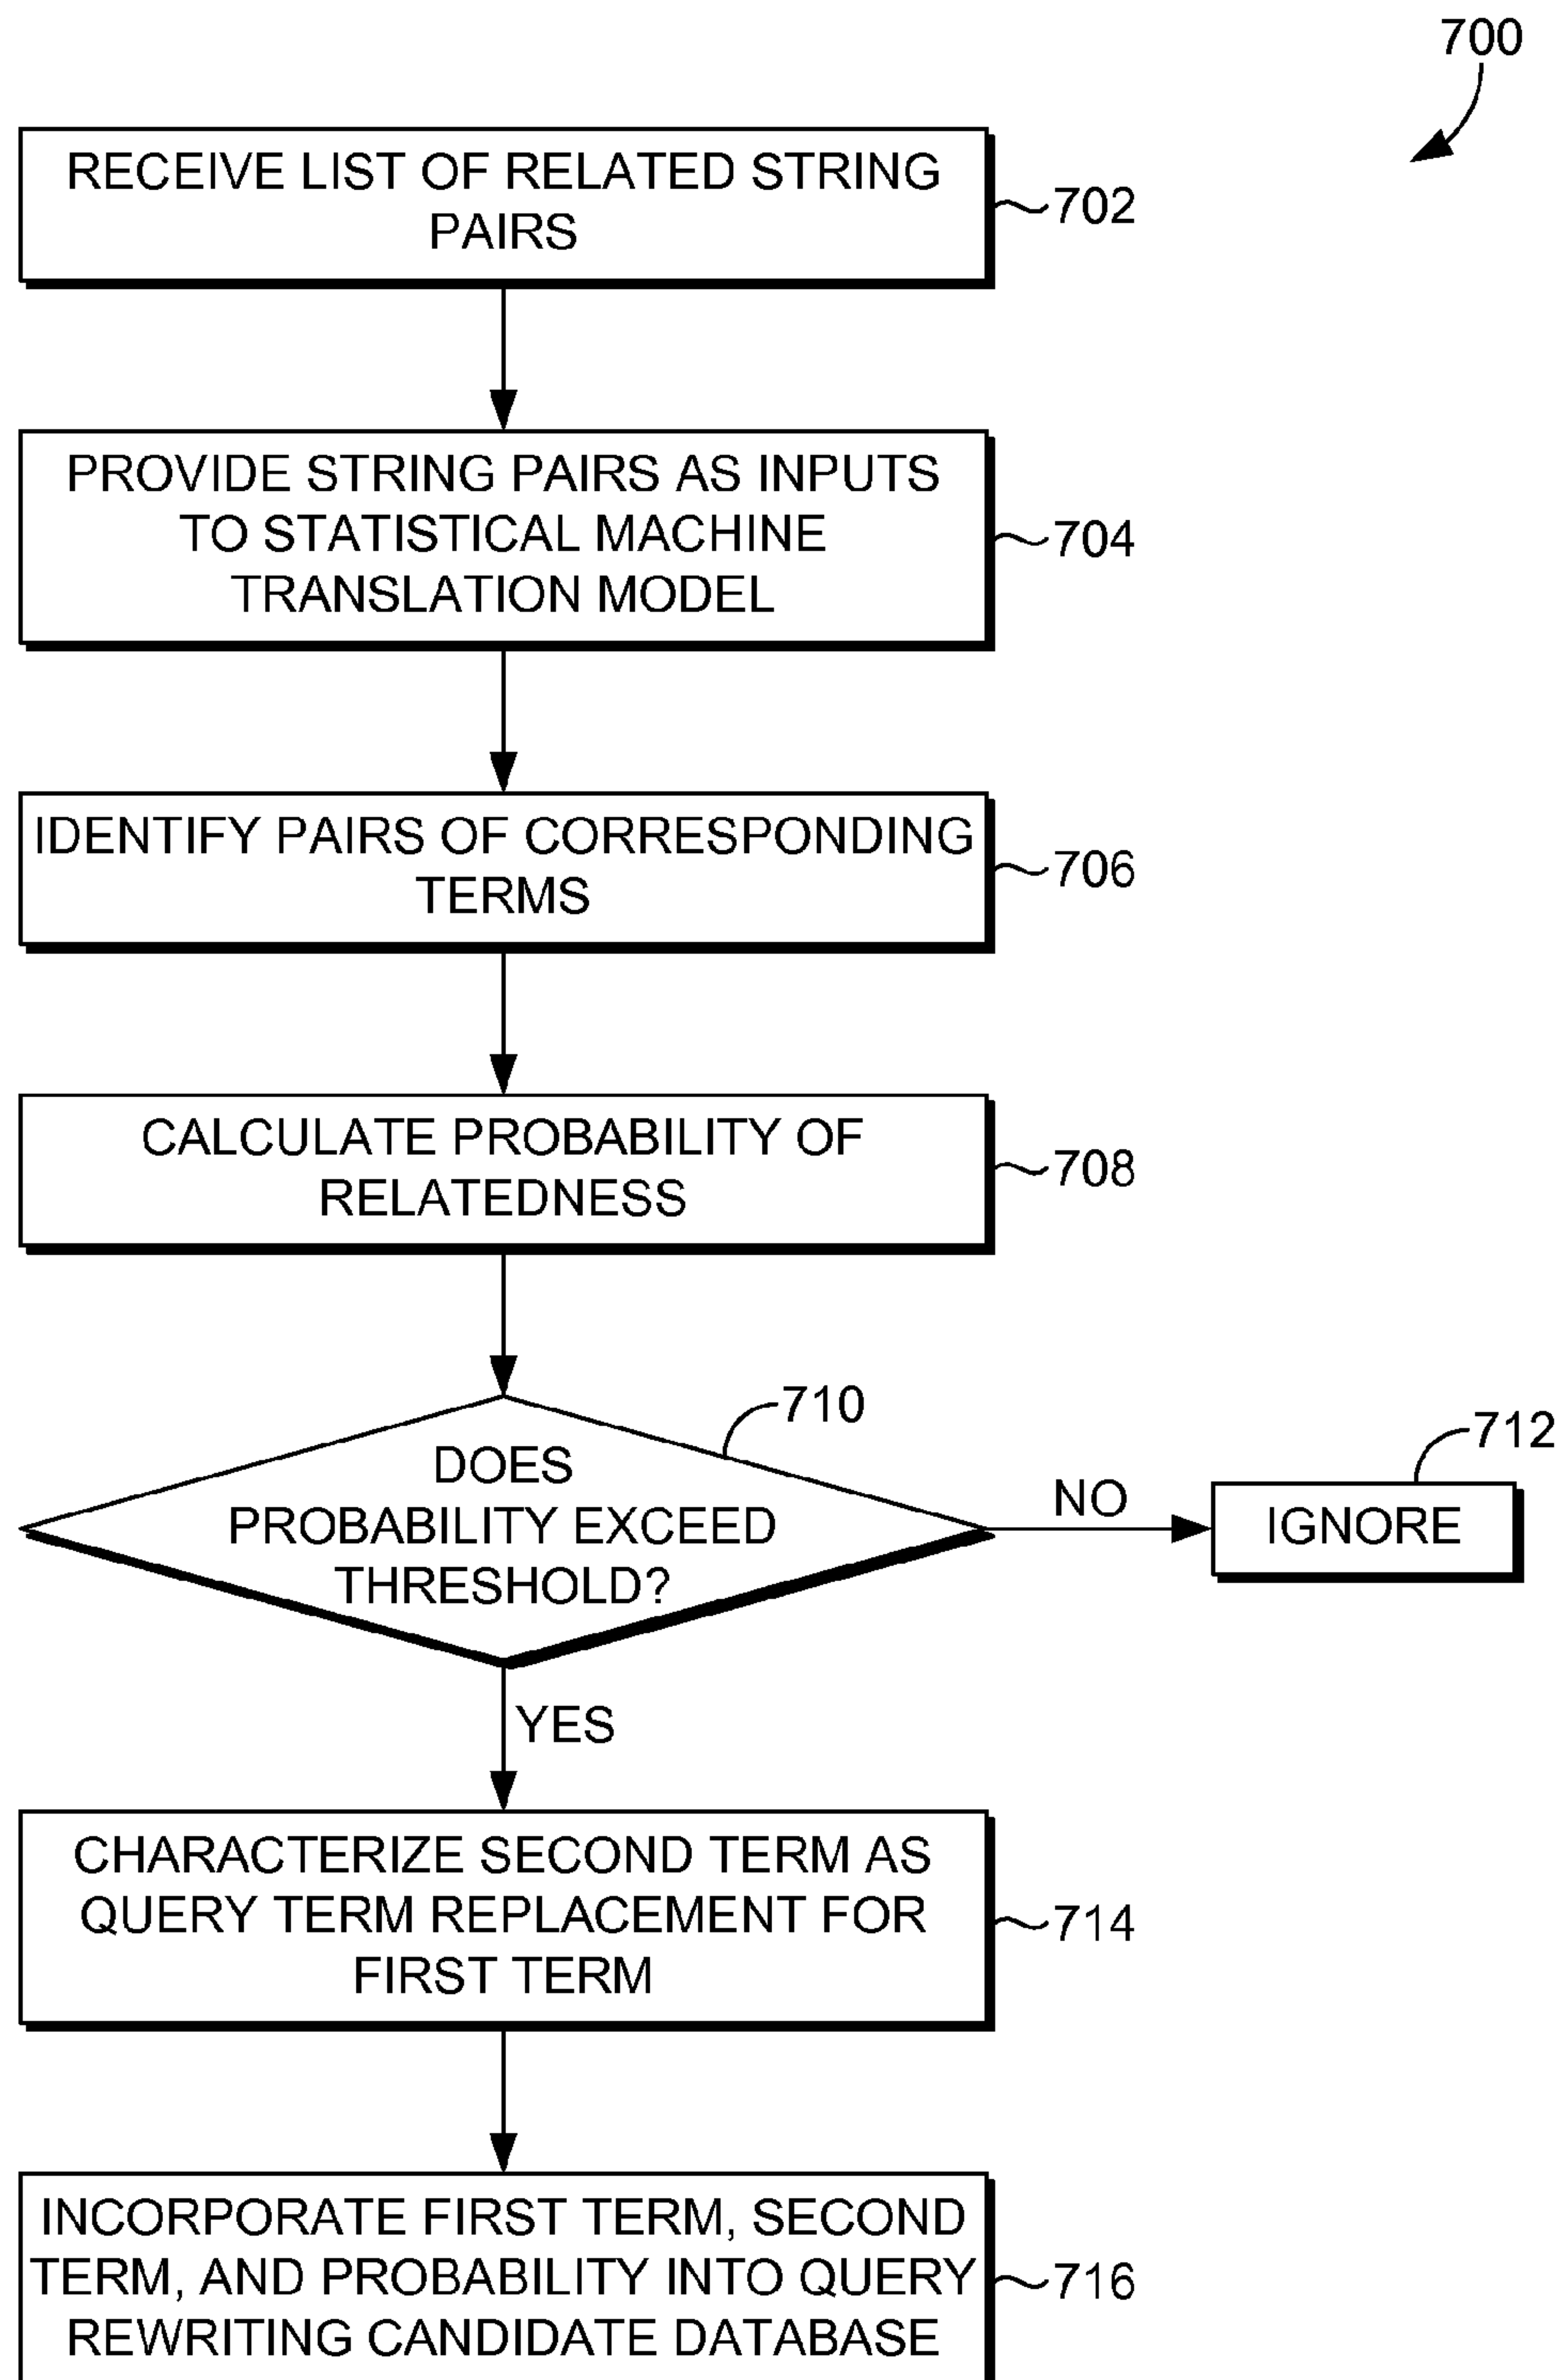 700
RECEIVE LIST OF RELATED STRING
PAIRS
702
PROVIDE STRING PAIRS AS INPUTS
TO STATISTICAL MACHINE
TRANSLATION MODEL
704
IDENTIFY PAIRS OF CORRESPONDING
TERMS
706
CALCULATE PROBABILITY OF
RELATEDNESS
708
710
DOES
PROBABILITY EXCEED
THRESHOLD?
NO
712
IGNORE
YES
CHARACTERIZE SECOND TERM AS
QUERY TERM REPLACEMENT FOR
FIRST TERM
714
INCORPORATE FIRST TERM, SECOND
TERM, AND PROBABILITY INTO QUERY
REWRITING CANDIDATE DATABASE
716